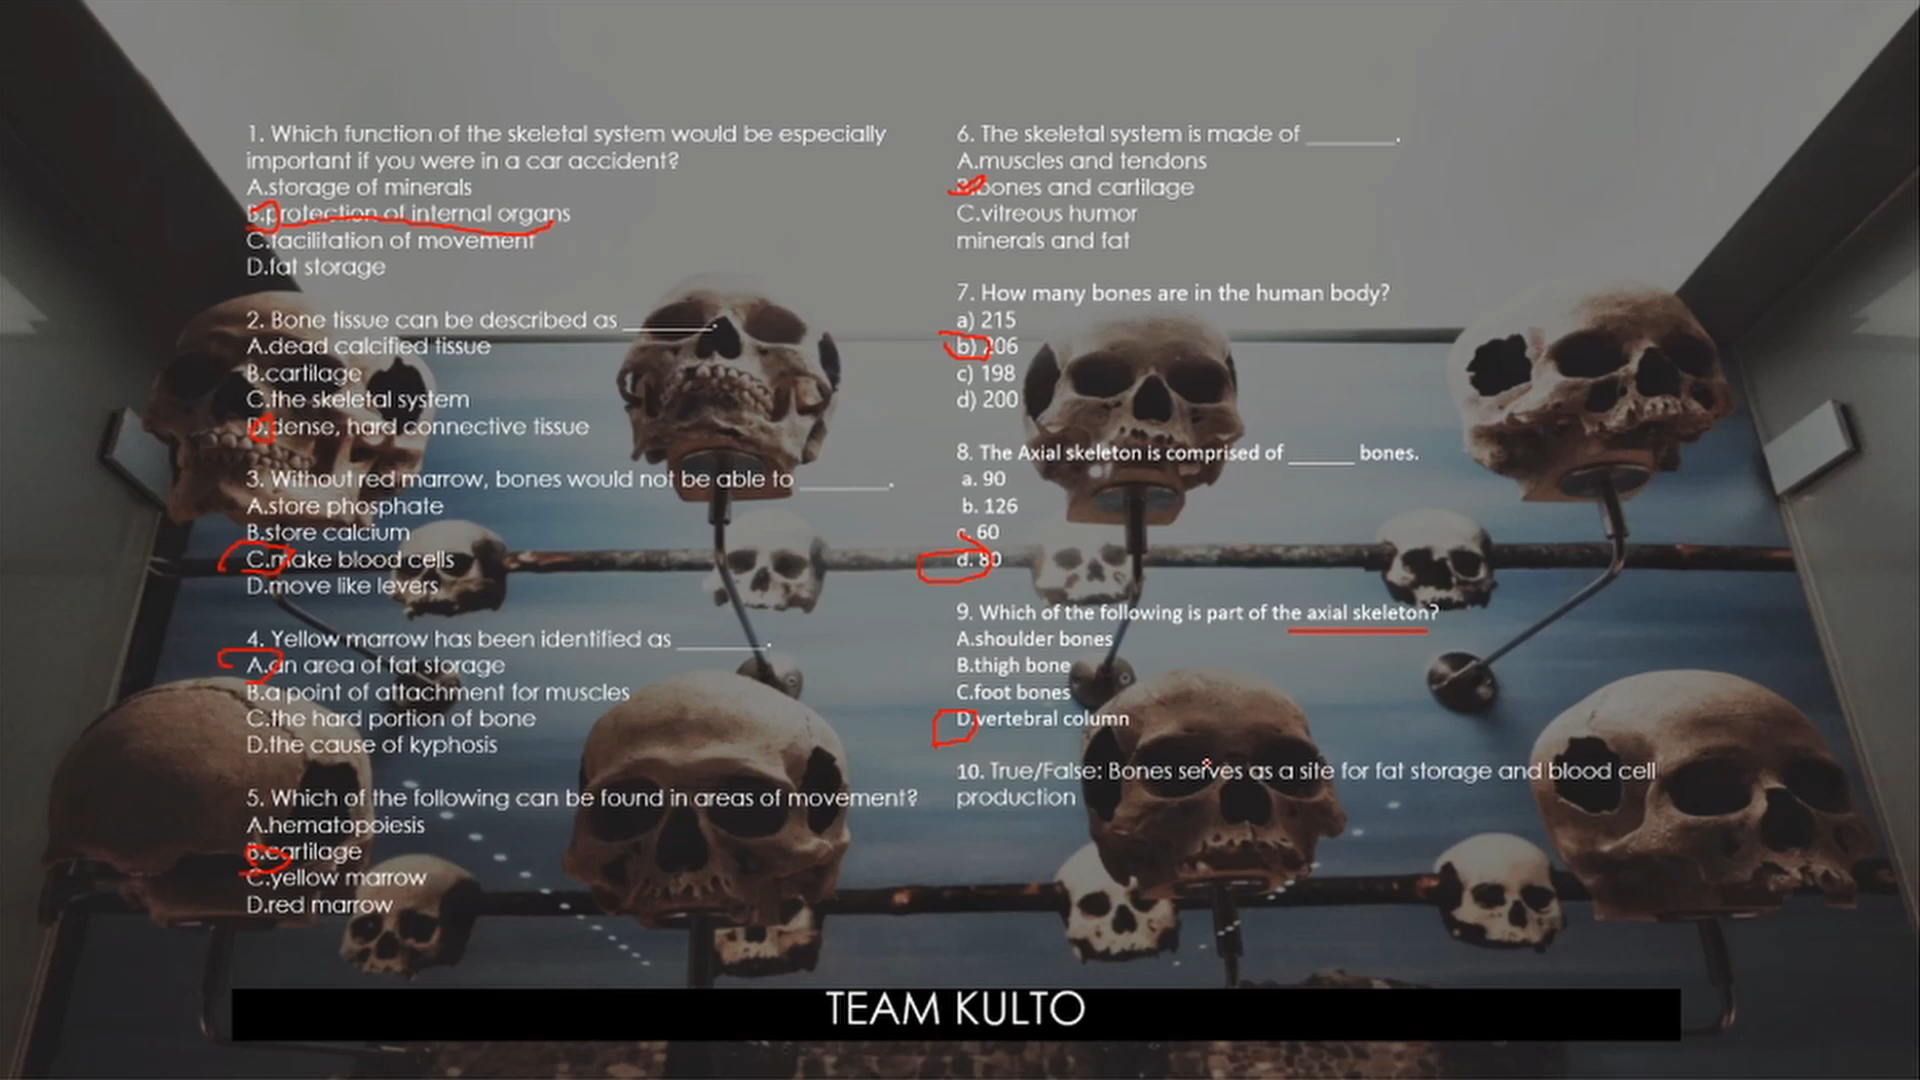 1. Which function of the skeletal system would be especially
important if you were in a car accident?
A.storage of minerals
B.protection of internal organs
C.facilitation of movement
D.fat storage
2. Bone tissue can be described as ________.
A.dead calcified tissue
B.cartilage
C.the skeletal system
D.dense, hard connective tissue
3. Without red marrow, bones would not be able to ________.
A.store phosphate
B.store calcium
C.make blood cells
D.move like levers
4. Yellow marrow has been identified as ________.
A.an area of fat storage
B.a point of attachment for muscles
C.the hard portion of bone
D.the cause of kyphosis
5. Which of the following can be found in areas of movement?
A.hematopoiesis
B.cartilage
C.yellow marrow
D.red marrow
6. The skeletal system is made of ________.
A.muscles and tendons
B.bones and cartilage
C.vitreous humor
minerals and fat
7. How many bones are in the human body?
a) 215
b) 206
c) 198
d) 200
8. The Axial skeleton is comprised of ______ bones.
a. 90
b. 126
c. 60
d. 80
9. Which of the following is part of the axial skeleton?
A.shoulder bones
B.thigh bone
C.foot bones
D.vertebral column
10. True/False: Bones serves as a site for fat storage and blood cell
production
TEAM KULTO